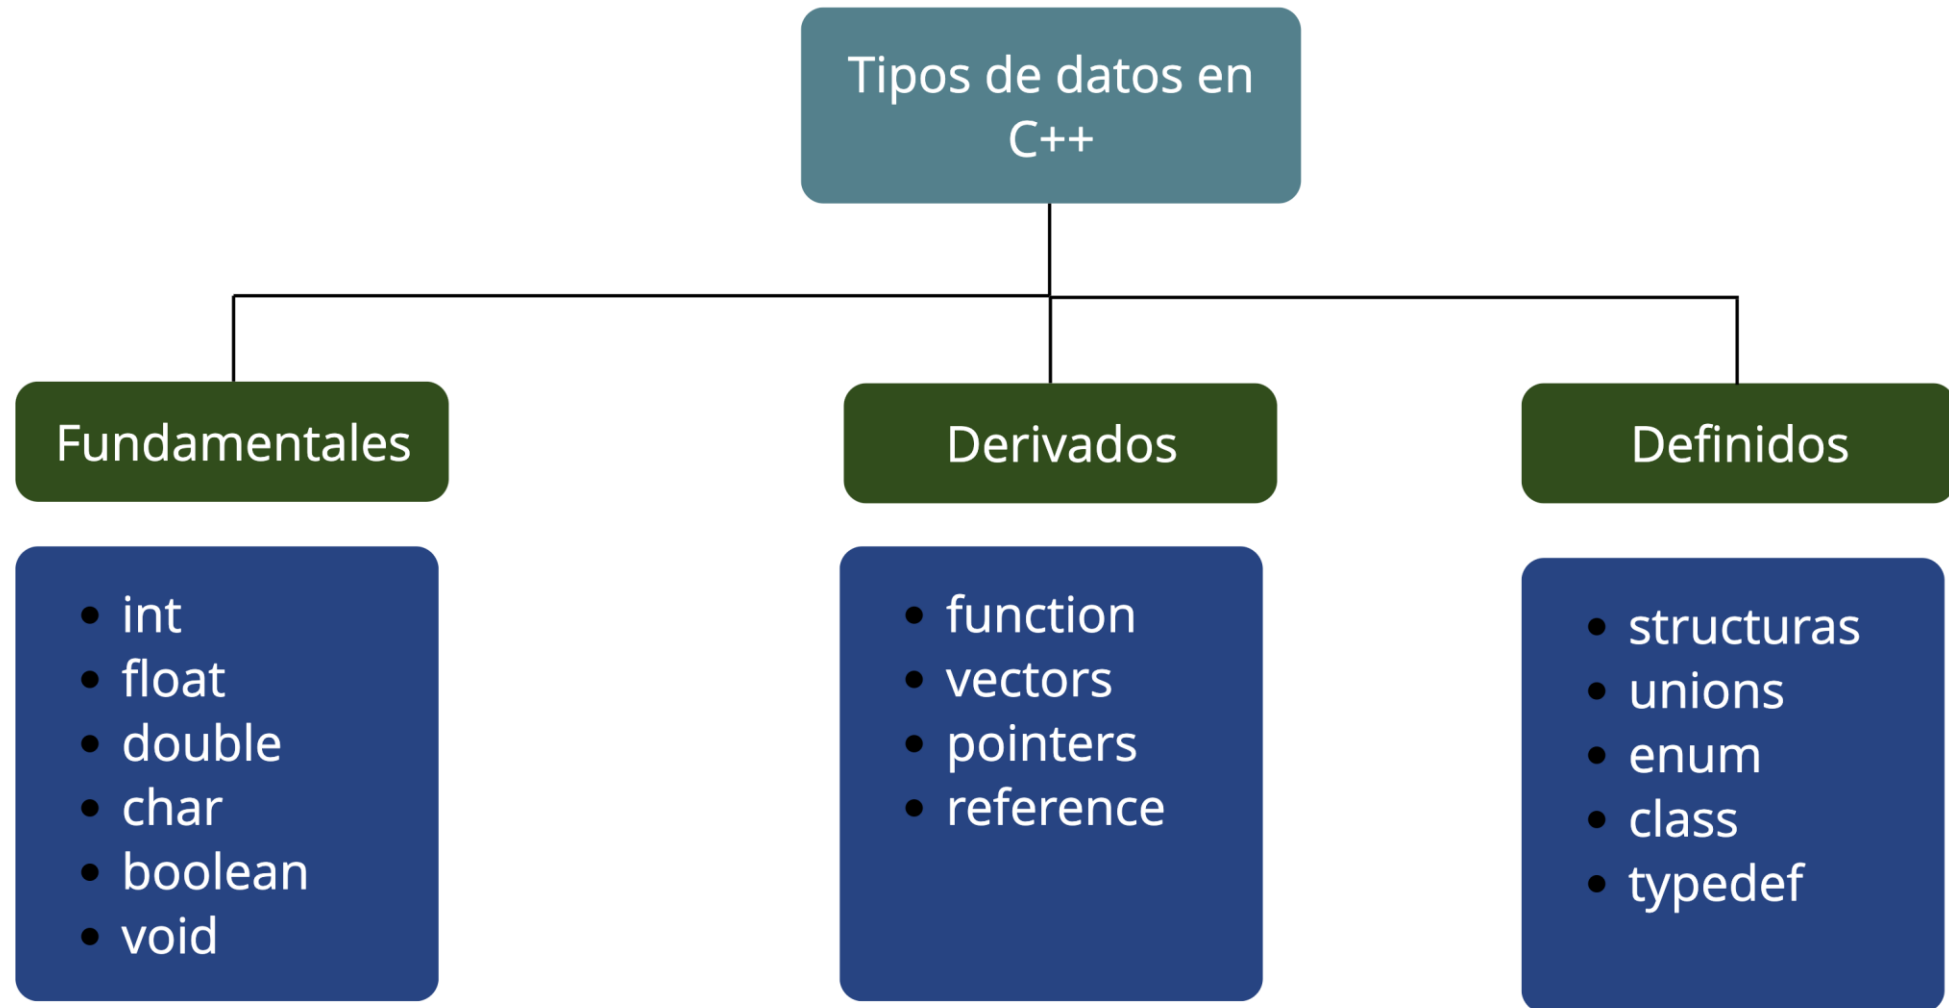 Tipos de datos en
C++
Fundamentales
int
float
double
char
boolean
void
Derivados
function
vectors
pointers
reference
Definidos
structuras
unions
enum
class
typedef